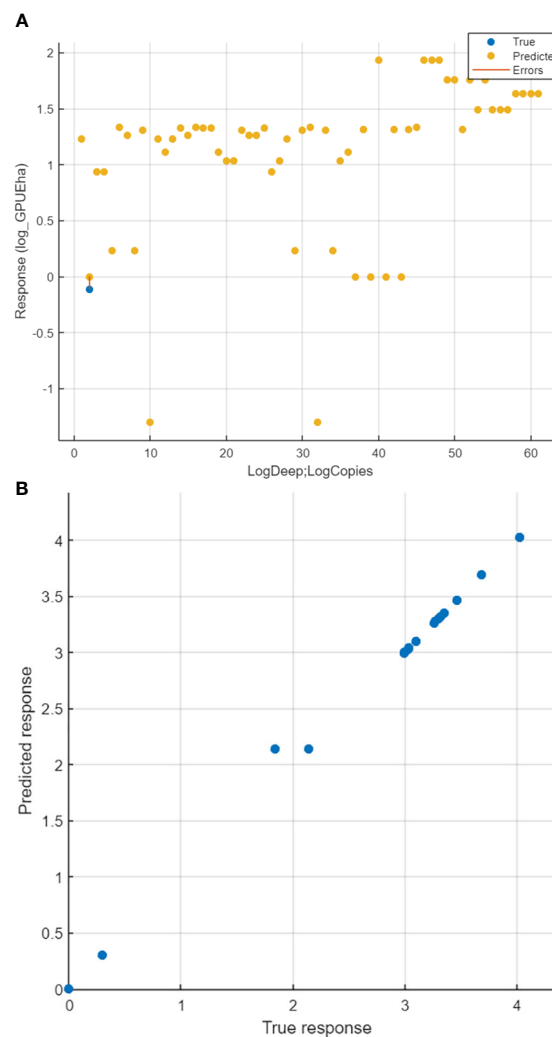 A
True
Predicte
Errors
2
1.5
1
0.5
0
-0.5
-1
Response (log_GPUEha)
0 10 20 30 40 50 60
LogDeep;LogCopies
B
4
3.5
3
2.5
2
1.5
1
0.5
0
Predicted response
0 1 2 3 4
True response